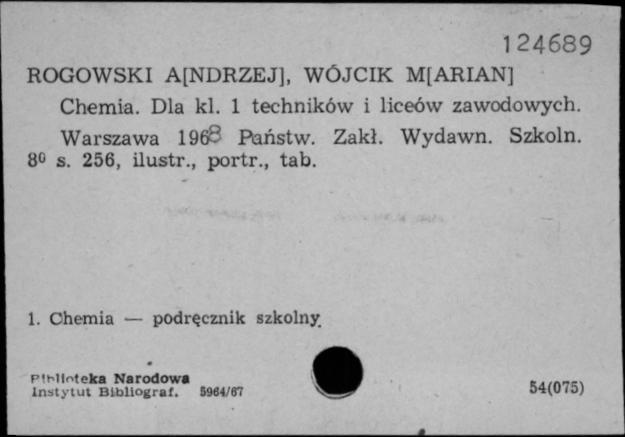 124689
ROGOWSKI A[NDRZEJ], WÓJCIK M[ARIAN]
Chemia. Dla kl. 1 techników i liceów zawodowych.
Warszawa 1968 Państw. Zakł. Wydawn. Szkoln.
8º s. 256, ilustr., portr., tab.
1. Chemia — podręcznik szkolny.
Biblioteka Narodowa
Instytut Bibliograf. 5964/67
54(075)